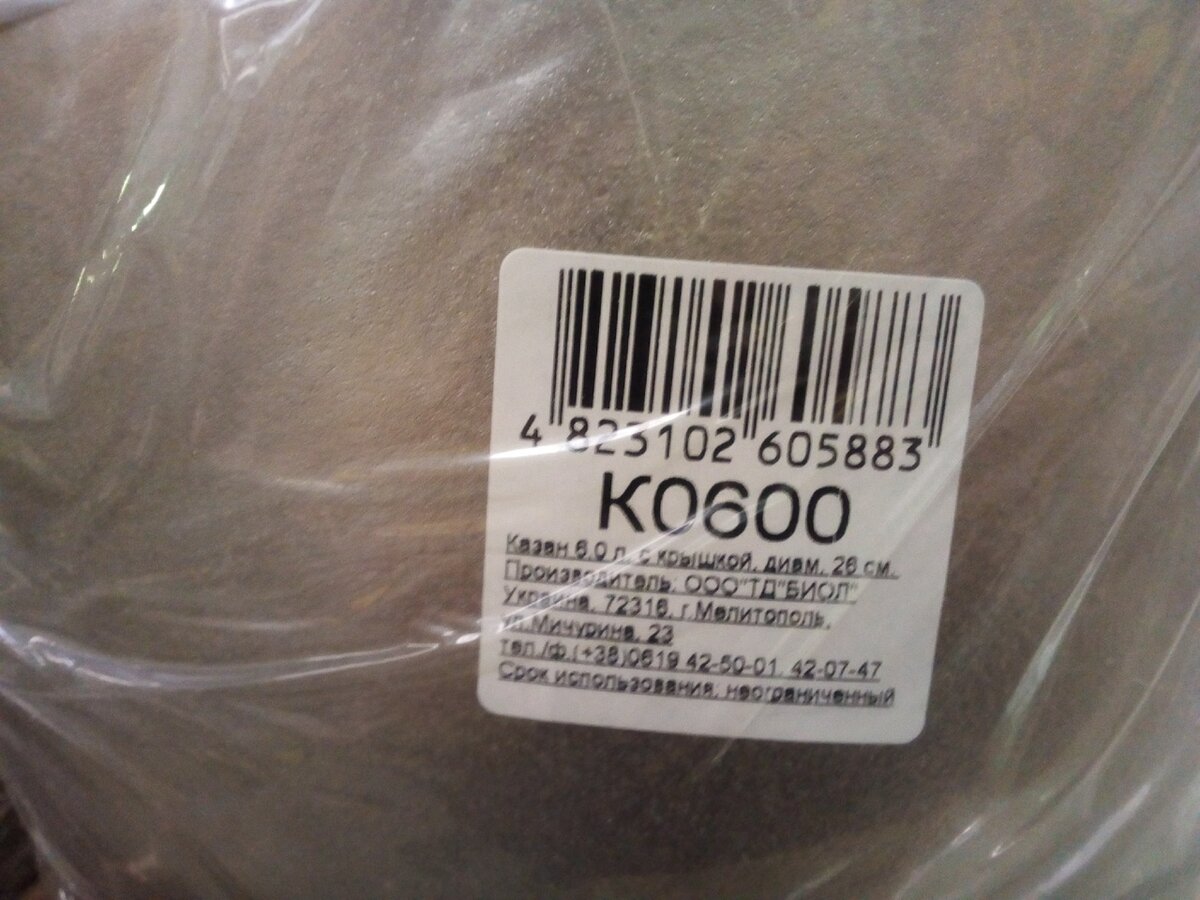 4 823102 605883
К0600
Казан 6.0 л. с крышкой, диам. 26 см.
Производитель: ООО"ТД"БИОЛ"
Украина, 72316, г.Мелитополь,
ул.Мичурина, 23
тел./ф.(+38)0619 42-50-01, 42-07-47
Срок использования: неограниченный